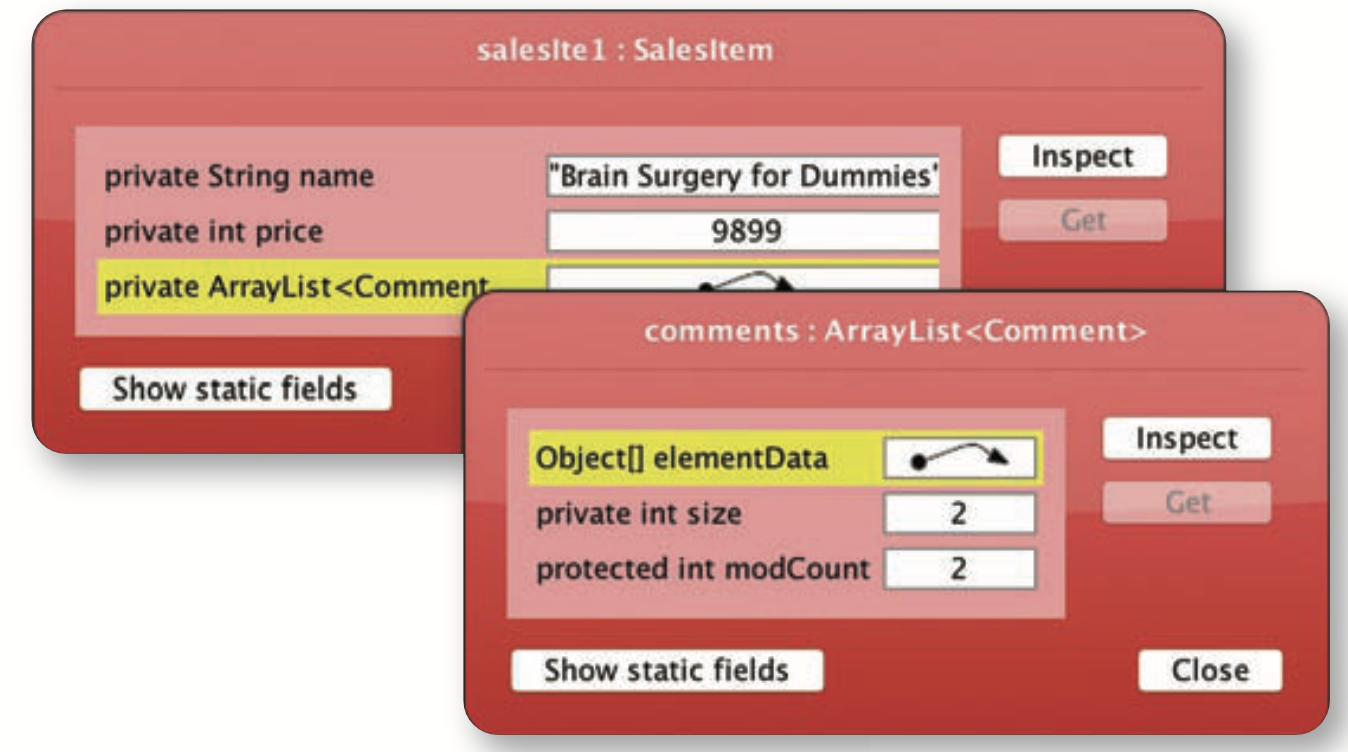 salesIte1 : SalesItem
private String name "Brain Surgery for Dummies"
Inspect
private int price 9899
Get
private ArrayList<Comment
Show static fields
comments : ArrayList<Comment>
Object[] elementData
Inspect
private int size 2
Get
protected int modCount 2
Show static fields
Close